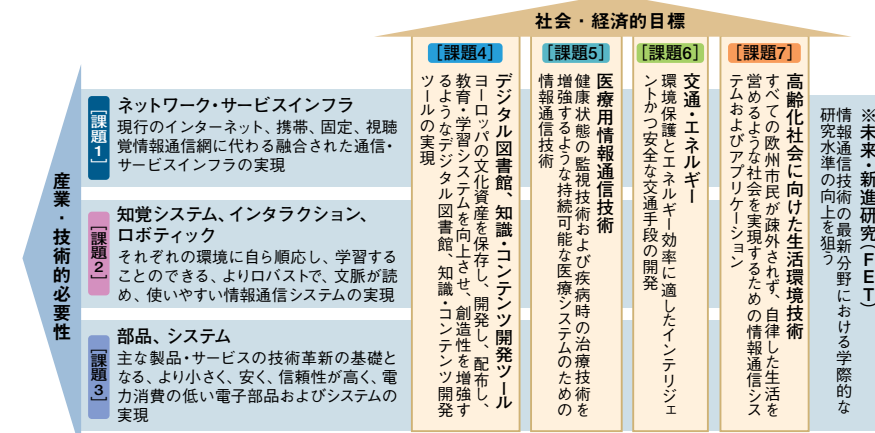 社会・経済的目標
産業・技術的必要性
[課題1]
ネットワーク・サービスインフラ
現行のインターネット、携帯、固定、視聴
覚情報通信網に代わる融合された通信・
サービスインフラの実現
[課題2]
知覚システム、インタラクション、
ロボティック
それぞれの環境に自ら順応し、学習する
ことのできる、よりロバストで、文脈が読
め、使いやすい情報通信システムの実現
[課題3]
部品、システム
主な製品・サービスの技術革新の基礎と
なる、より小さく、安く、信頼性が高く、電
力消費の低い電子部品およびシステムの
実現
[課題4]
デジタル図書館、知識・コンテンツ開発ツール
ヨーロッパの文化資産を保存し、開発し、配布し、
教育・学習システムを向上させ、創造性を増強す
るようなデジタル図書館、知識・コンテンツ開発
ツールの実現
[課題5]
医療用情報通信技術
健康状態の監視技術および疾病時の治療技術を
増強するような持続可能な医療システムのための
情報通信技術
[課題6]
交通・エネルギー
環境保護とエネルギー効率に適したインテリジェ
ントかつ安全な交通手段の開発
[課題7]
高齢化社会に向けた生活環境技術
すべての欧州市民が疎外されず、自律した生活を
営めるような社会を実現するための情報通信シス
テムおよびアプリケーション
※未来・新進研究(FET)
情報通信技術の最新分野における学際的な
研究水準の向上を狙う